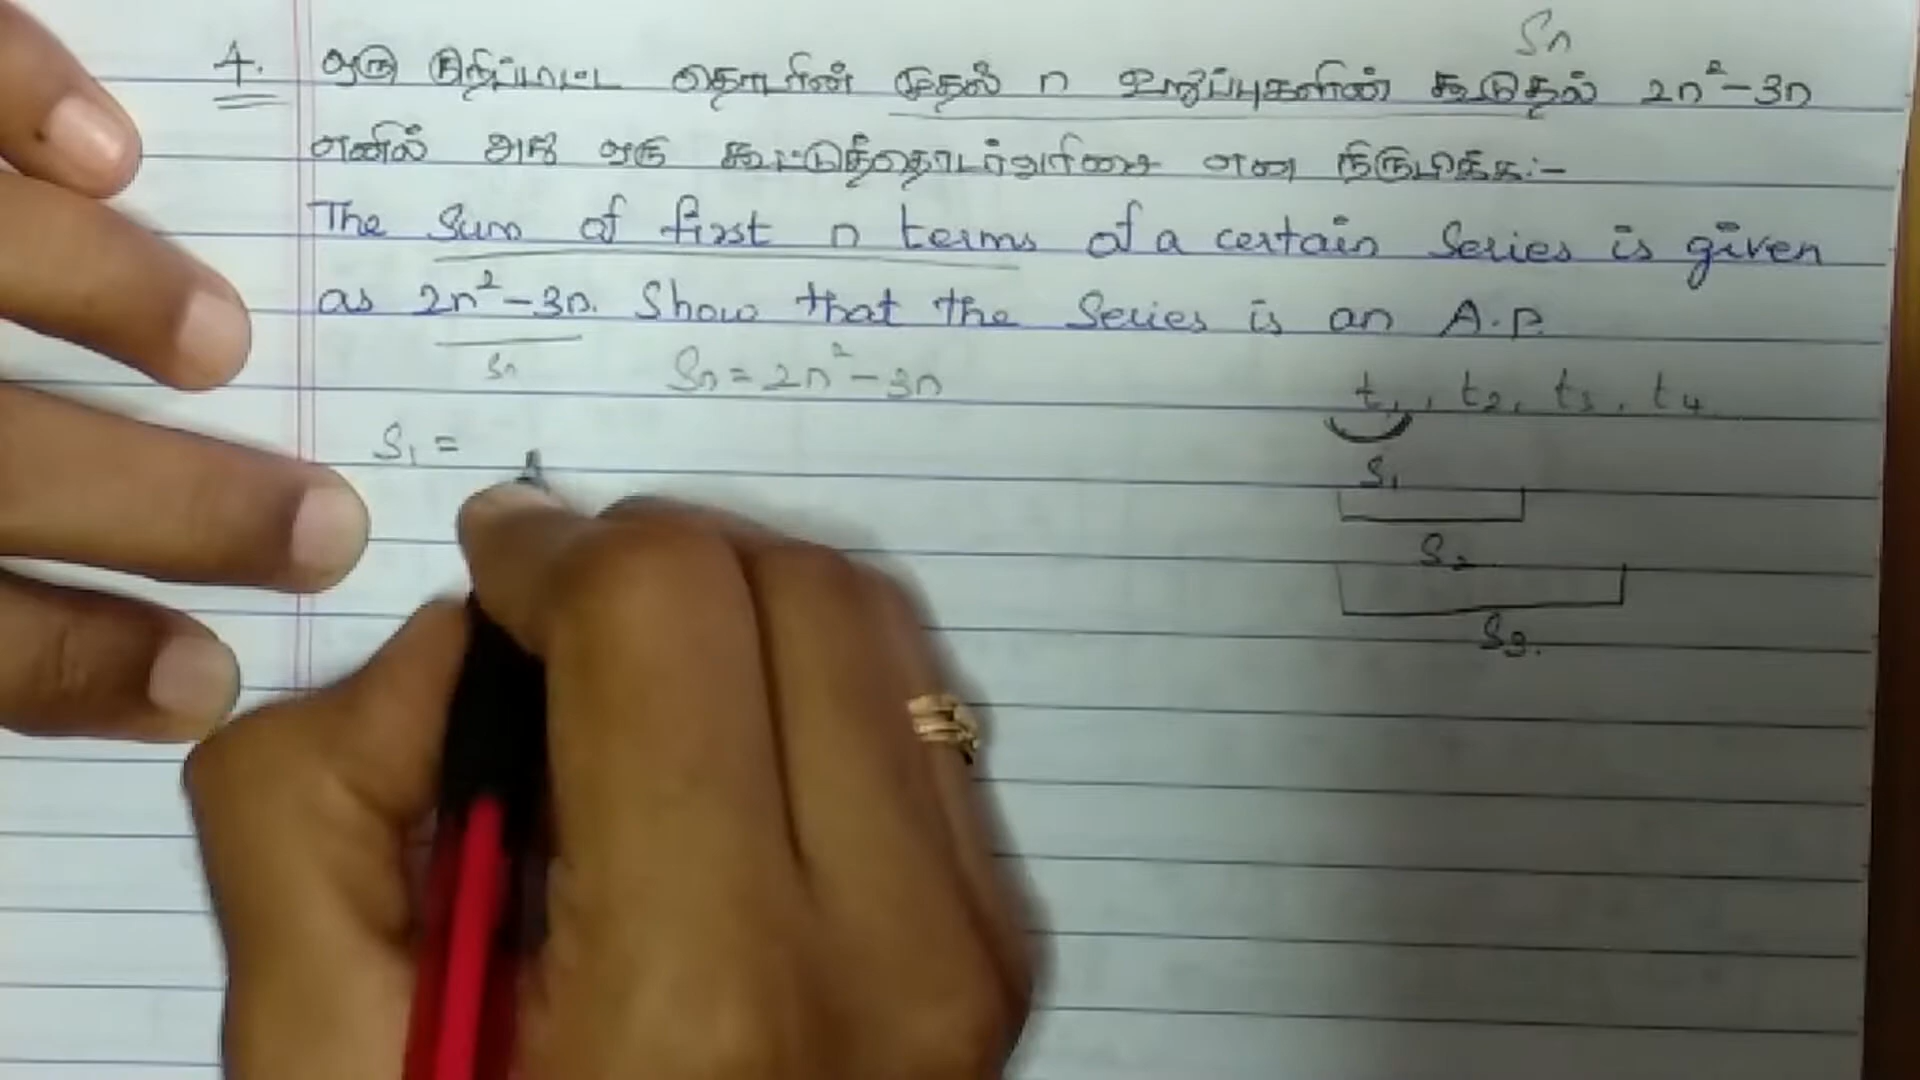 Sn
4. ஒரு குறிப்பிட்ட தொடரின் முதல் n உறுப்புகளின் கூடுதல் 2n²-3n
எனில் அது ஒரு கூட்டுத்தொடர்வரிசை என நிருபிக்க:-
The Sum of first n terms of a certain Series is given
as 2n²-3n. Show that the Series is an A.P.
Sn Sn = 2n²-3n
t₁, t₂, t₃, t₄
S₁ =
S₁
S₂
S₃.